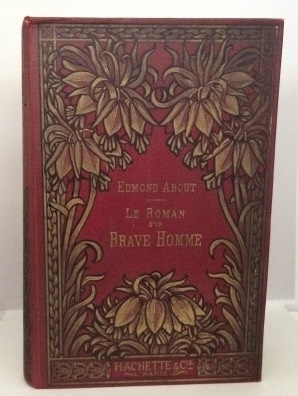 EDMOND ABOUT
LE ROMAN
D'UN
BRAVE HOMME
HACHETTE & CIE
PARIS